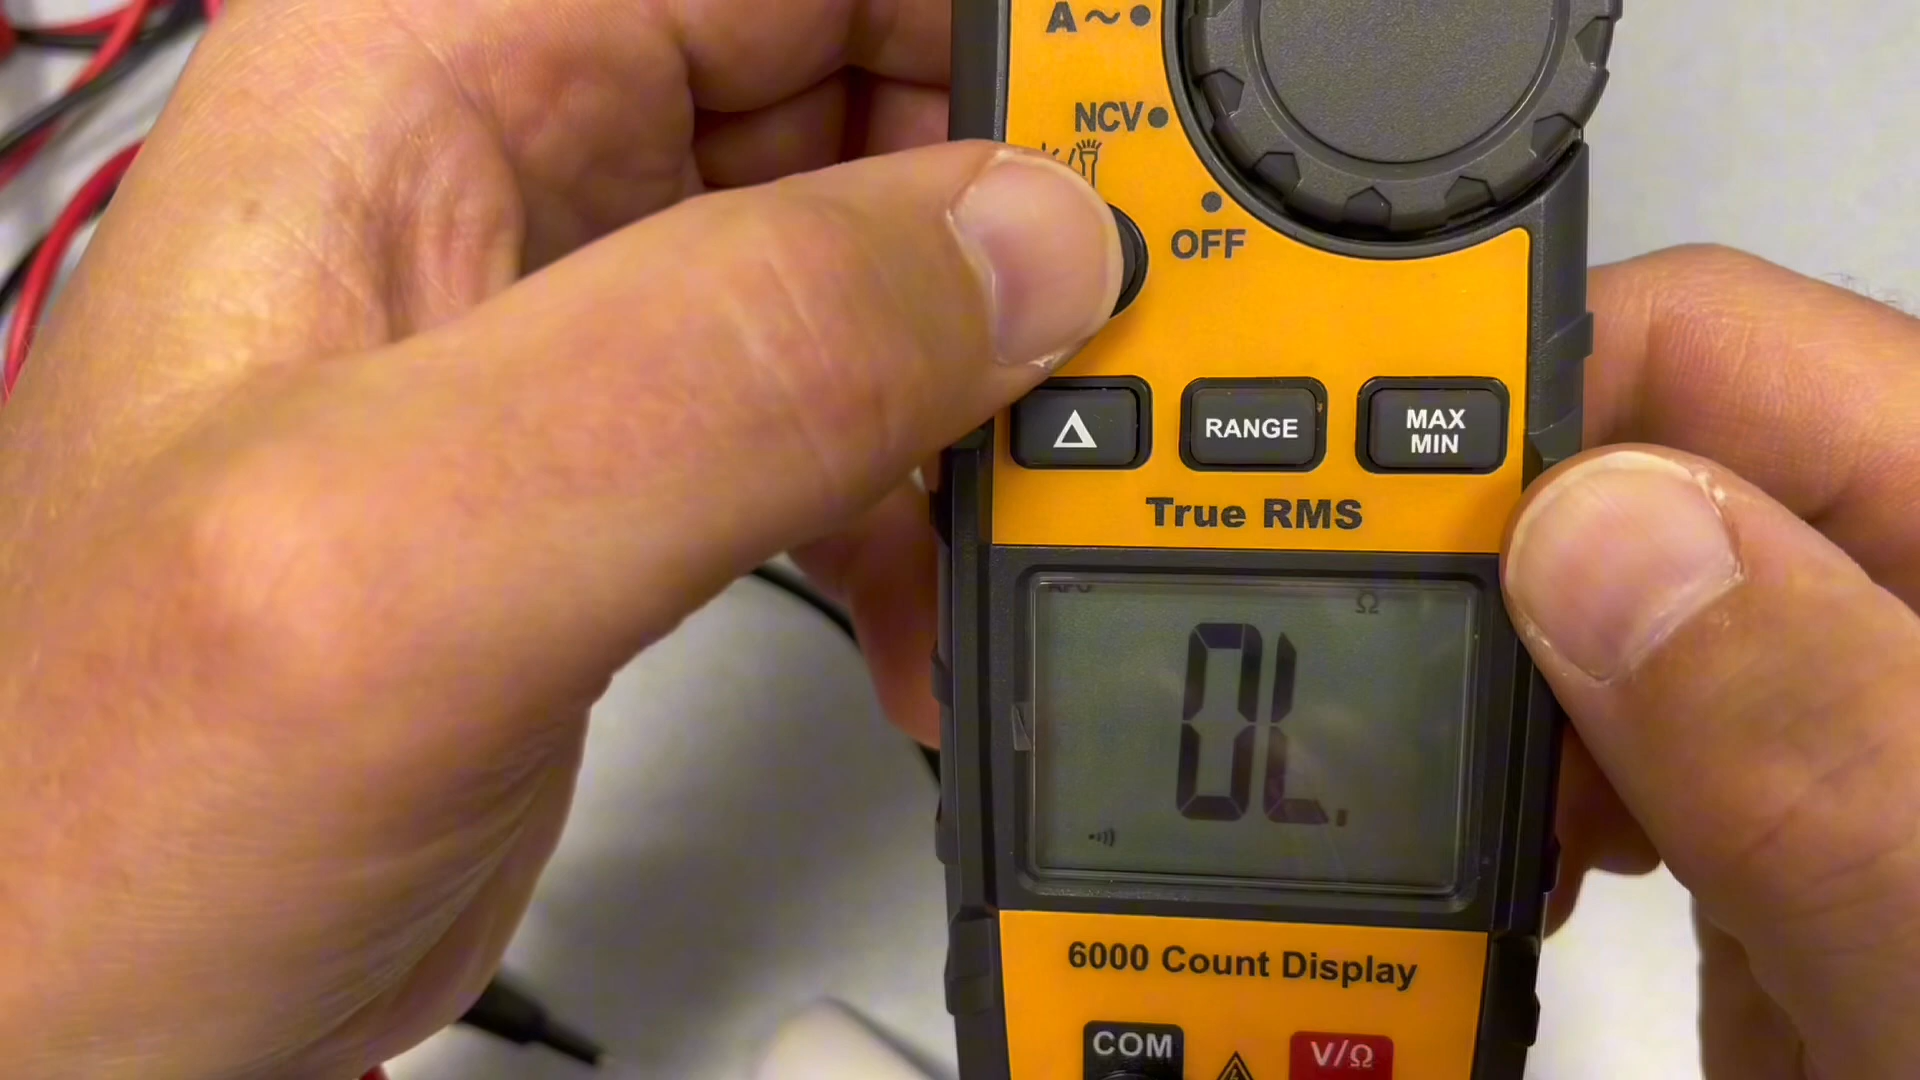 A~
NCV
OFF
Δ
RANGE
MAX
MIN
True RMS
Ω
OL.
6000 Count Display
COM
V/Ω